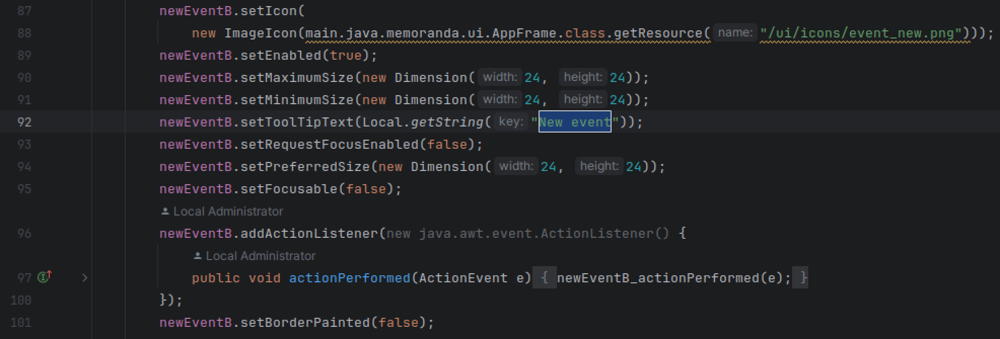 87 newEventB.setIcon(
88 new ImageIcon(main.java.memoranda.ui.AppFrame.class.getResource( name: "/ui/icons/event_new.png")));
89 newEventB.setEnabled(true);
90 newEventB.setMaximumSize(new Dimension( width: 24, height: 24));
91 newEventB.setMinimumSize(new Dimension( width: 24, height: 24));
92 newEventB.setToolTipText(Local.getString( key: "New event"));
93 newEventB.setRequestFocusEnabled(false);
94 newEventB.setPreferredSize(new Dimension( width: 24, height: 24));
95 newEventB.setFocusable(false);
Local Administrator
96 newEventB.addActionListener(new java.awt.event.ActionListener() {
Local Administrator
97 public void actionPerformed(ActionEvent e) { newEventB_actionPerformed(e); }
100 });
101 newEventB.setBorderPainted(false);